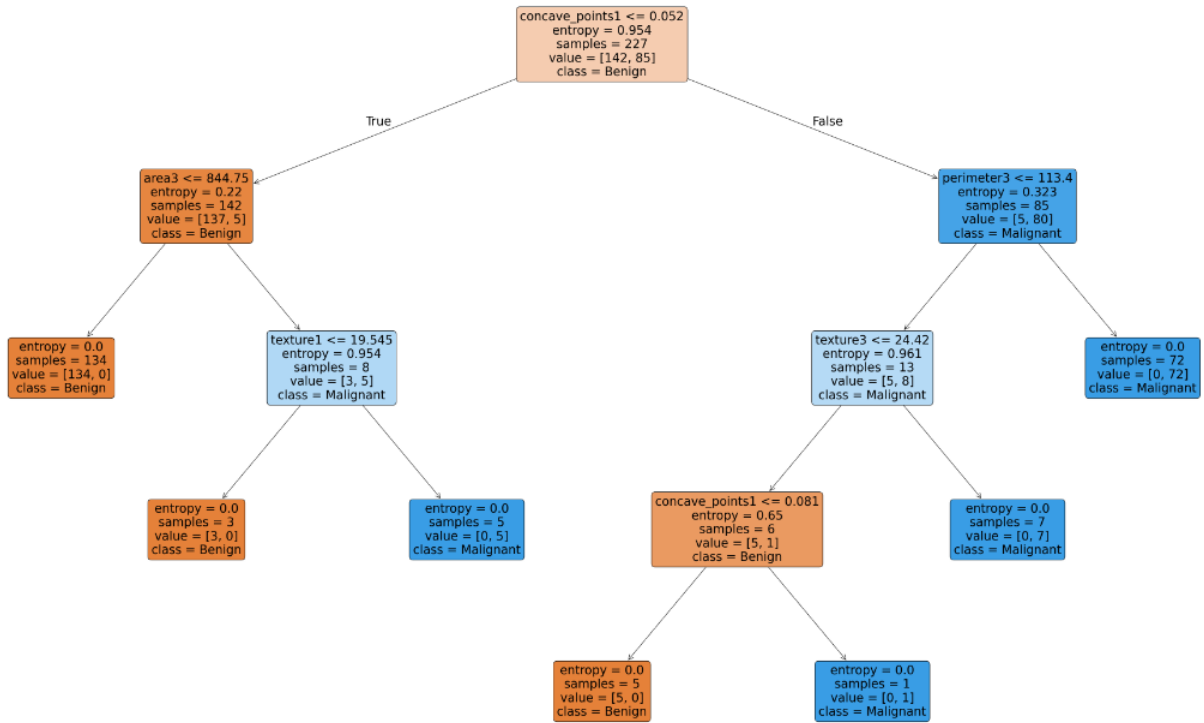 concave_points1 <= 0.052
entropy = 0.954
samples = 227
value = [142, 85]
class = Benign
True
False
area3 <= 844.75
entropy = 0.22
samples = 142
value = [137, 5]
class = Benign
perimeter3 <= 113.4
entropy = 0.323
samples = 85
value = [5, 80]
class = Malignant
entropy = 0.0
samples = 134
value = [134, 0]
class = Benign
texture1 <= 19.545
entropy = 0.954
samples = 8
value = [3, 5]
class = Malignant
texture3 <= 24.42
entropy = 0.961
samples = 13
value = [5, 8]
class = Malignant
entropy = 0.0
samples = 72
value = [0, 72]
class = Malignant
entropy = 0.0
samples = 3
value = [3, 0]
class = Benign
entropy = 0.0
samples = 5
value = [0, 5]
class = Malignant
concave_points1 <= 0.081
entropy = 0.65
samples = 6
value = [5, 1]
class = Benign
entropy = 0.0
samples = 7
value = [0, 7]
class = Malignant
entropy = 0.0
samples = 5
value = [5, 0]
class = Benign
entropy = 0.0
samples = 1
value = [0, 1]
class = Malignant